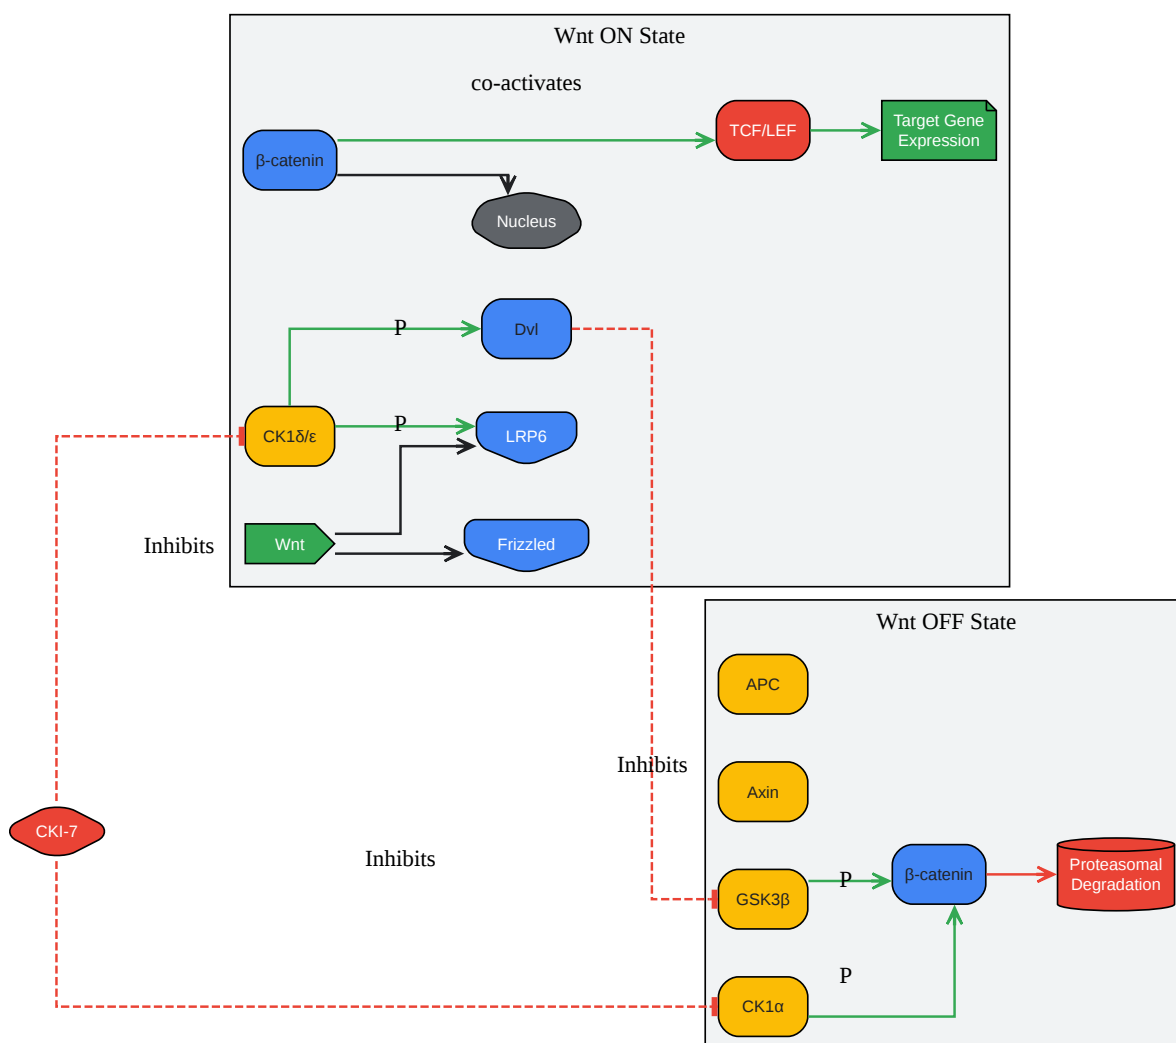 Wnt ON State
co-activates
β-catenin
TCF/LEF
Target Gene
Expression
Nucleus
P
Dvl
CK1δ/ε
P
LRP6
Inhibits
Wnt
Frizzled
Wnt OFF State
APC
Inhibits
Axin
CKI-7
Inhibits
GSK3β
P
β-catenin
Proteasomal
Degradation
P
CK1α